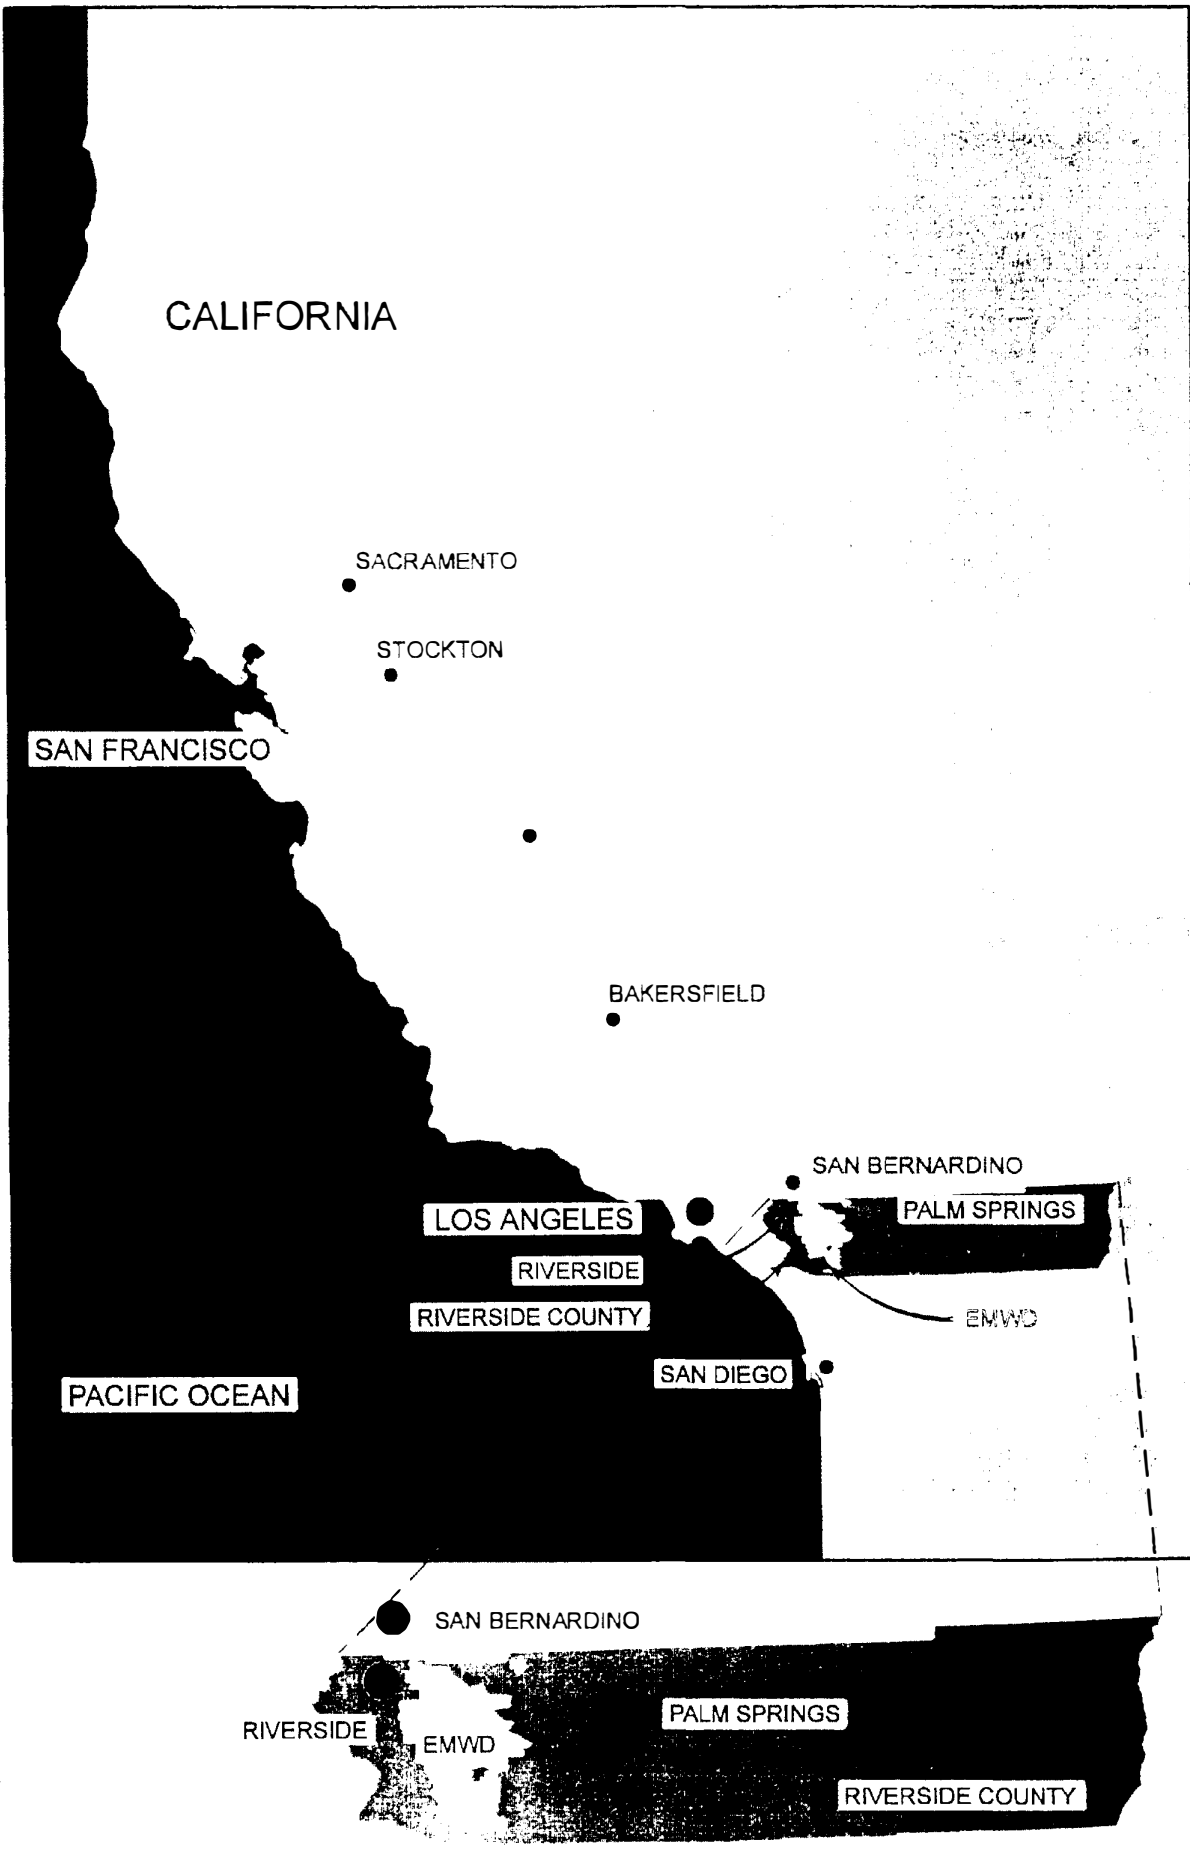 CALIFORNIA
SACRAMENTO
STOCKTON
SAN FRANCISCO
BAKERSFIELD
SAN BERNARDINO
PALM SPRINGS
LOS ANGELES
RIVERSIDE
RIVERSIDE COUNTY
EMWD
SAN DIEGO
PACIFIC OCEAN
SAN BERNARDINO
PALM SPRINGS
RIVERSIDE
EMWD
RIVERSIDE COUNTY